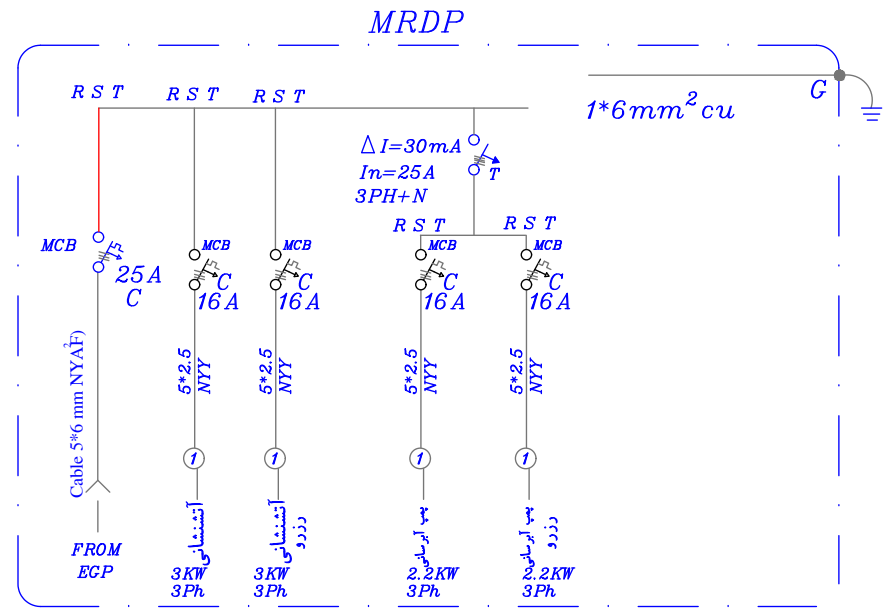 MRDP
R S T
R S T
R S T
G
1*6mm²cu
Δ I=30mA
In=25A
3PH+N
T
R S T
R S T
MCB
25A
C
MCB
C
16A
MCB
C
16A
MCB
C
16A
MCB
C
16A
Cable 5*6 mm² NYAF)
5*2.5
NYY
5*2.5
NYY
5*2.5
NYY
5*2.5
NYY
1
1
1
1
FROM
EGP
آتشنشانی
3KW
3Ph
آتشنشانی
رزرو
3KW
3Ph
پمپ آبرسانی
2.2KW
3Ph
پمپ آبرسانی
رزرو
2.2KW
3Ph